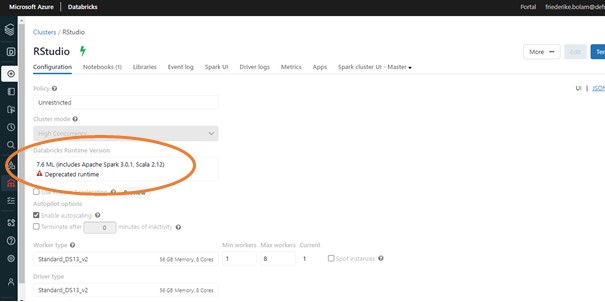 Microsoft Azure Databricks Portal friederike.bolam@def
Clusters / RStudio
RStudio More ... Edit
Configuration Notebooks (1) Libraries Event log Spark UI Driver logs Metrics Apps Spark cluster UI - Master
Policy UI | JSON
Unrestricted
Cluster mode
High Concurrency
Databricks Runtime Version
7.6 ML (includes Apache Spark 3.0.1, Scala 2.12)
Deprecated runtime
Autopilot options
Enable autoscaling
Terminate after 0 minutes of inactivity
Worker type Min workers Max workers Current
Standard_DS13_v2 56 GB Memory, 8 Cores 1 8 1 Spot instances
Driver type
Standard_DS13_v2 56 GB Memory, 8 Cores